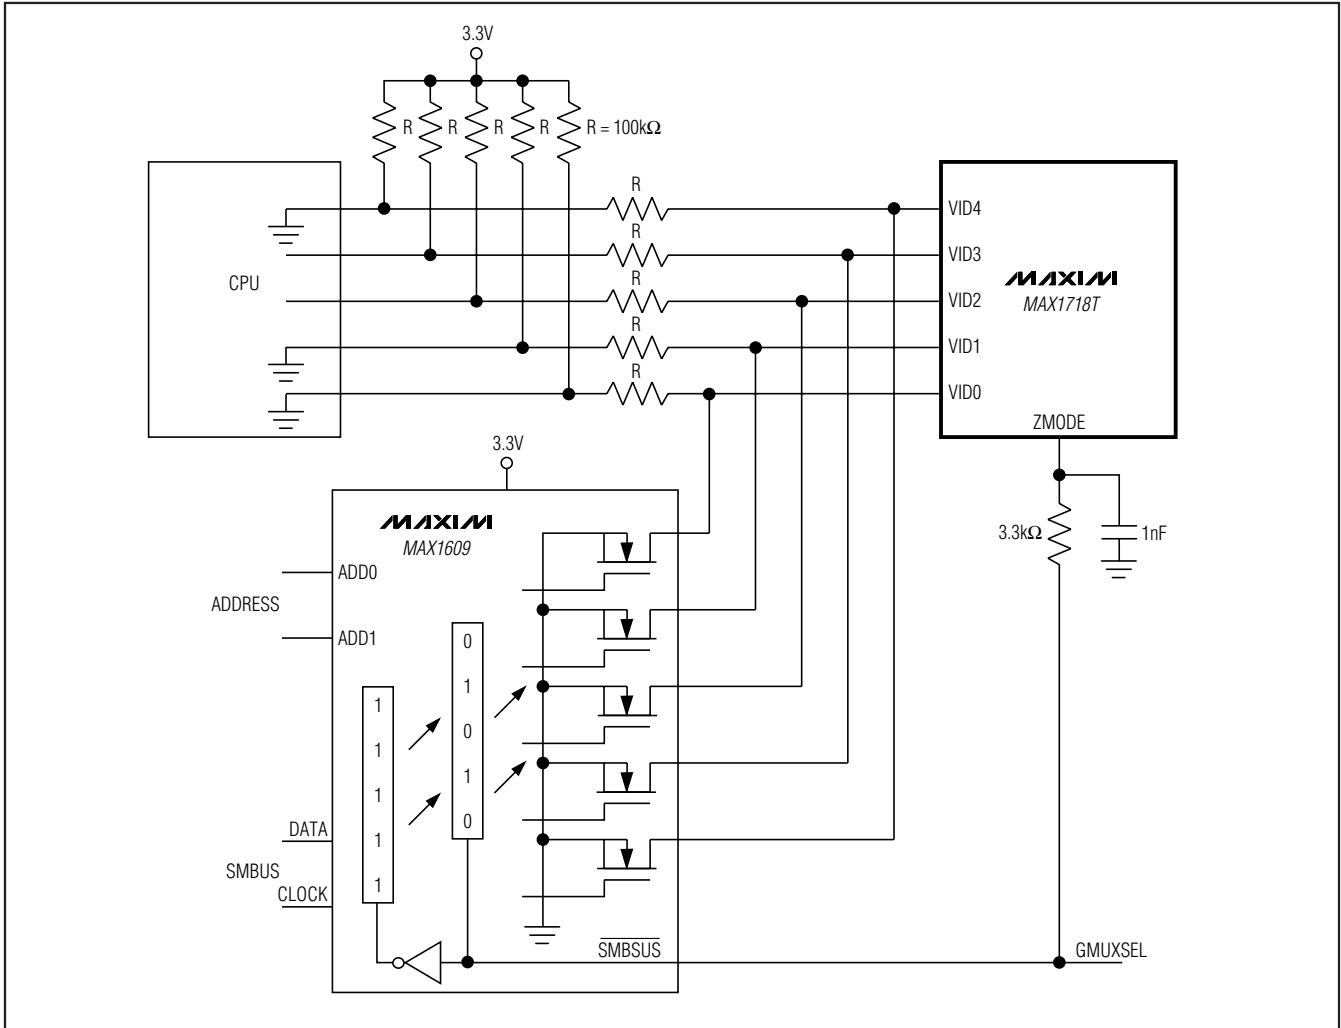 3.3V
R R R R R = 100kΩ
R
VID4
R
VID3
CPU
MAXIM
MAX1718T
R
VID2
R
VID1
R
VID0
ZMODE
3.3V
MAXIM
MAX1609
3.3kΩ
1nF
ADD0
ADDRESS
ADD1
0
1
0
1
0
1
1
1
1
1
DATA
SMBUS
CLOCK
SMBSUS
GMUXSEL